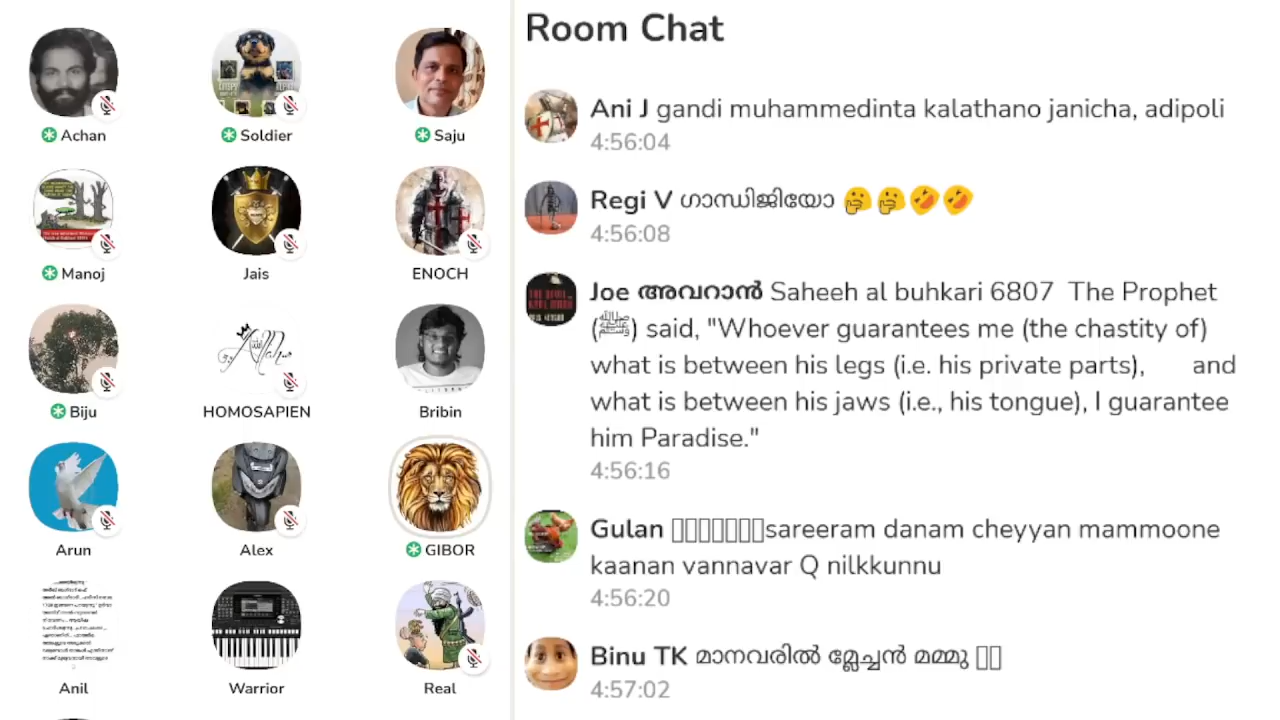 Achan
Soldier
Saju
Manoj
Jais
ENOCH
Biju
HOMOSAPIEN
Bribin
Arun
Alex
GIBOR
Anil
Warrior
Real
Room Chat
Ani J gandi muhammedinta kalathano janicha, adipoli
4:56:04
Regi V ഗാന്ധിജിയോ 🤔🤔🤣🤣
4:56:08
Joe അവറാൻ Saheeh al buhkari 6807 The Prophet
(ﷺ) said, "Whoever guarantees me (the chastity of)
what is between his legs (i.e. his private parts), and
what is between his jaws (i.e., his tongue), I guarantee
him Paradise."
4:56:16
Gulan sareeram danam cheyyan mammoone
kaanan vannavar Q nilkkunnu
4:56:20
Binu TK മാനവരിൽ മ്ലേച്ചൻ മമ്മു
4:57:02